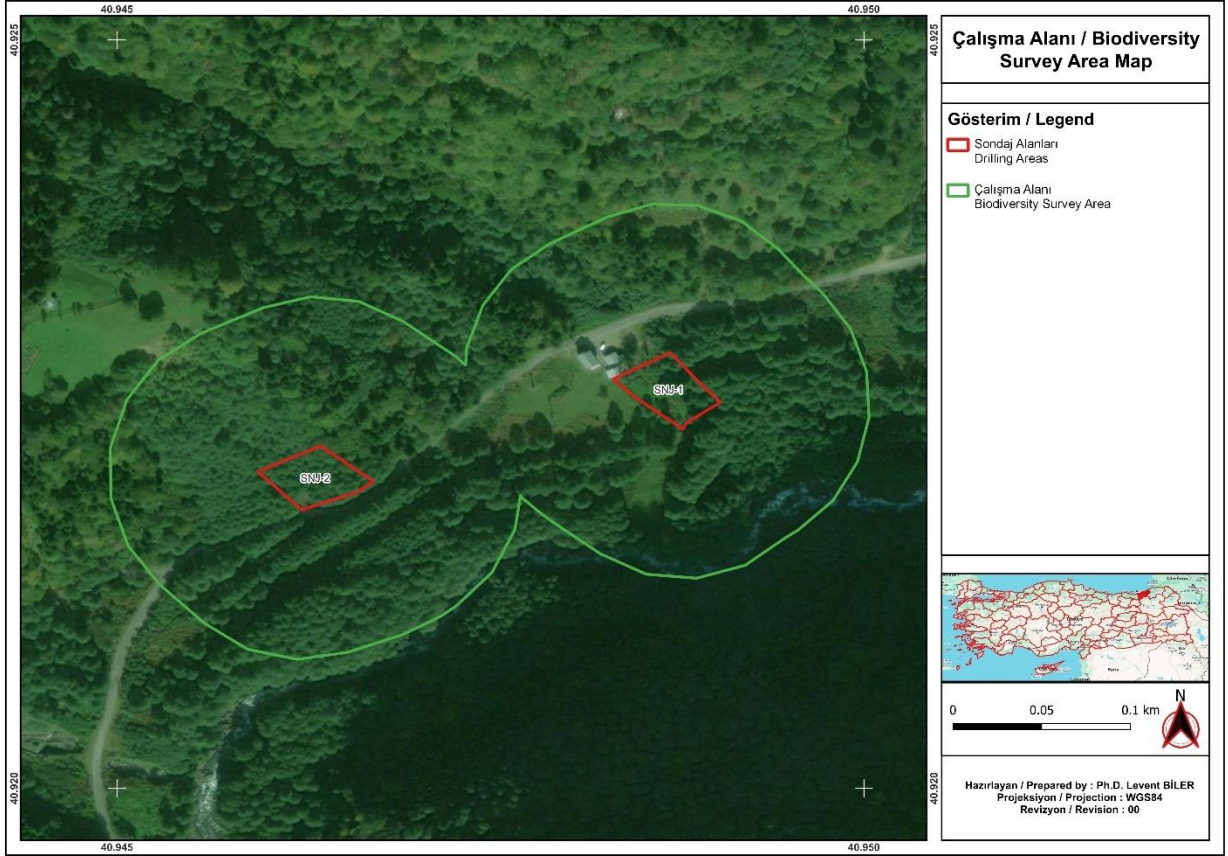 40.945
40.950
40.925
40.925
Çalışma Alanı / Biodiversity
Survey Area Map
Gösterim / Legend
Sondaj Alanları
Drilling Areas
Çalışma Alanı
Biodiversity Survey Area
SNJ-1
SNJ-2
0
0.05
0.1 km
N
40.920
40.920
Hazırlayan / Prepared by : Ph.D. Levent BİLER
Projeksiyon / Projection : WGS84
Revizyon / Revision : 00
40.945
40.950